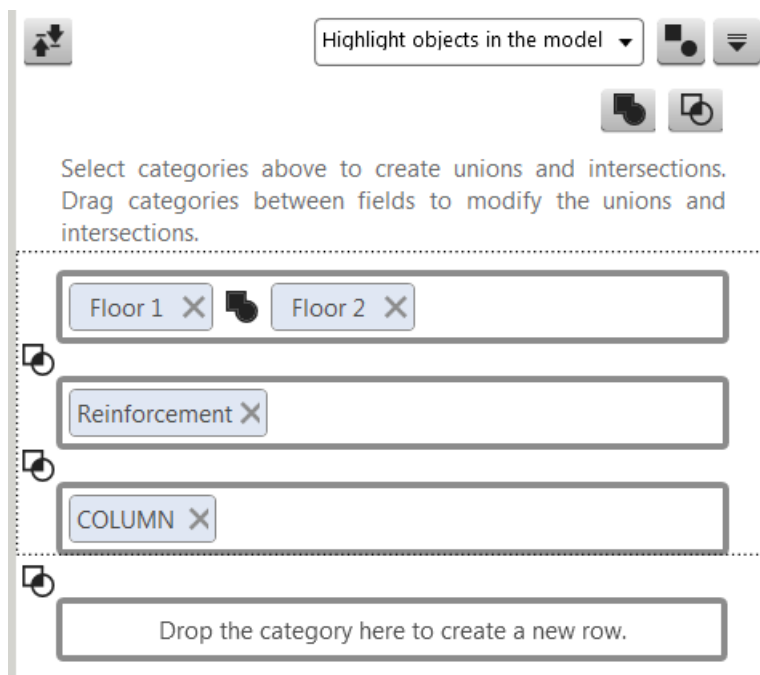 Highlight objects in the model
Select categories above to create unions and intersections.
Drag categories between fields to modify the unions and
intersections.
Floor 1 Floor 2
Reinforcement
COLUMN
Drop the category here to create a new row.